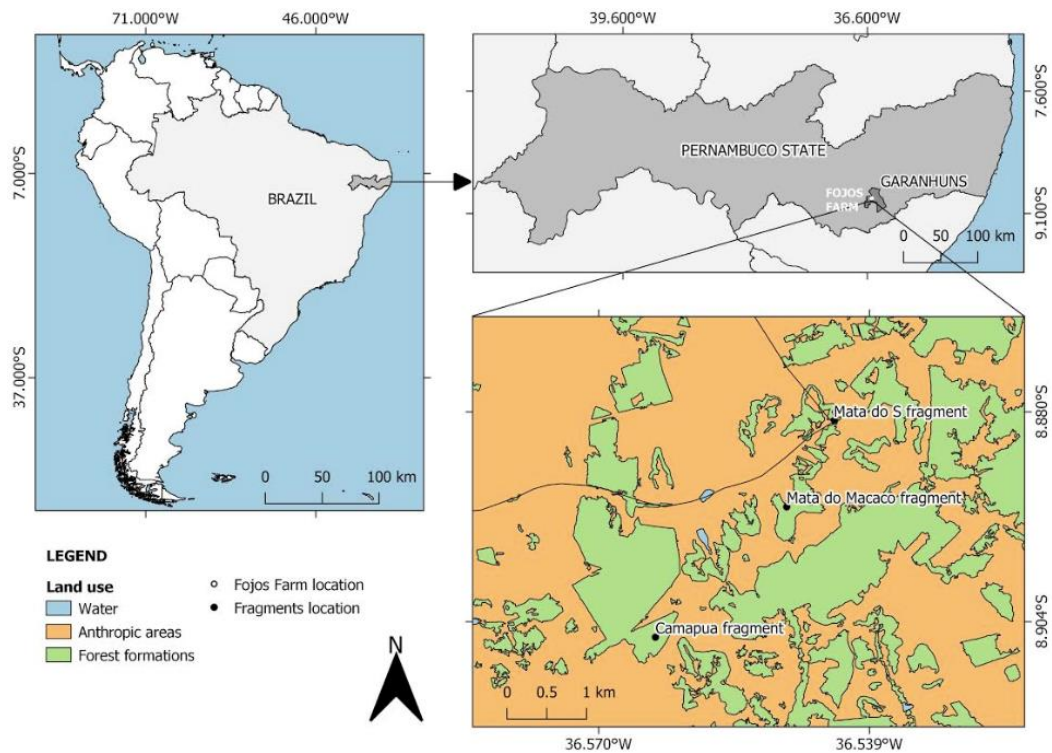 71.000°W
46.000°W
7.000°S
37.000°S
BRAZIL
0 50 100 km
39.600°W
36.600°W
7.600°S
9.100°S
PERNAMBUCO STATE
GARANHUNS
FOJOS
FARM
0 50 100 km
Mata do S fragment
Mata do Macaco fragment
Camapua fragment
8.880°S
8.904°S
0 0.5 1 km
36.570°W
36.539°W
LEGEND
Land use
Water
Anthropic areas
Forest formations
Fojos Farm location
Fragments location
N